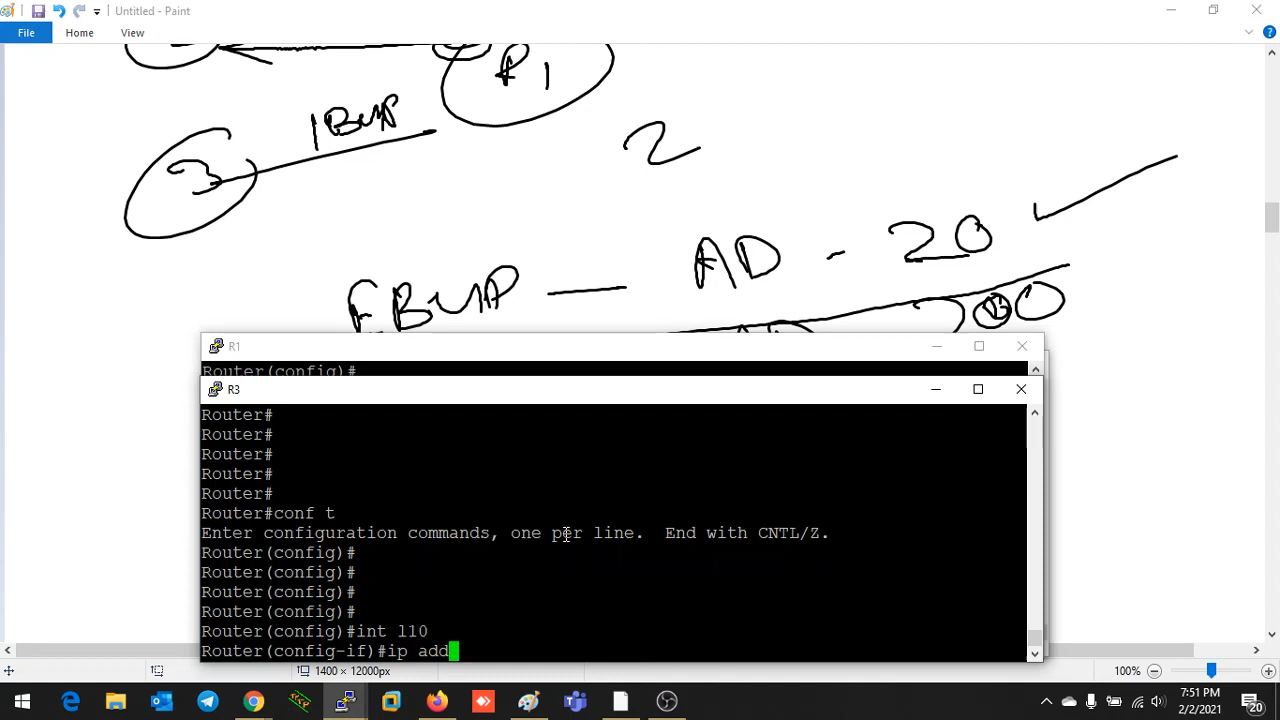 Untitled - Paint
File Home View
R1
IBGP
3
2
EBGP — AD - 20
200
R1
Router(config)#
R3
Router#
Router#
Router#
Router#
Router#
Router#conf t
Enter configuration commands, one per line.  End with CNTL/Z.
Router(config)#
Router(config)#
Router(config)#
Router(config)#
Router(config)#int l10
Router(config-if)#ip add
1400 × 12000px
100%
7:51 PM
2/2/2021
20